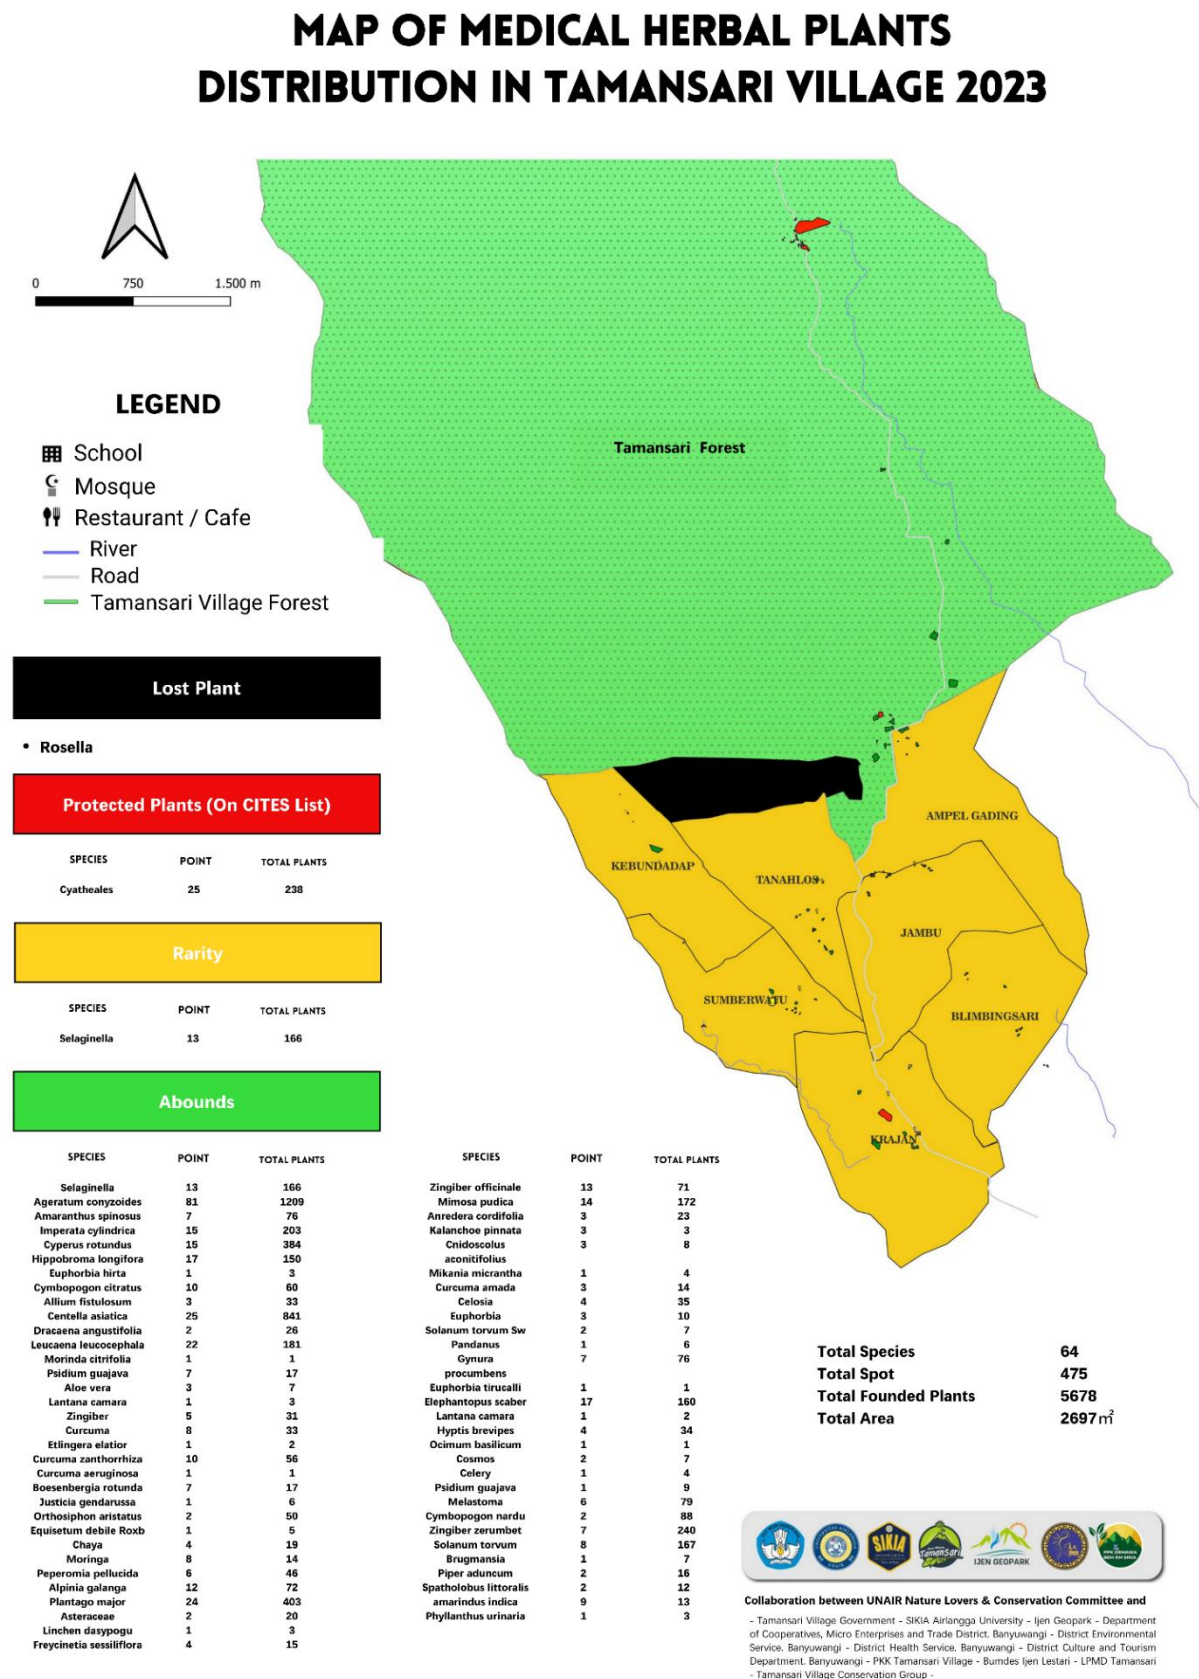 MAP OF MEDICAL HERBAL PLANTS
DISTRIBUTION IN TAMANSARI VILLAGE 2023
0 750 1.500 m
LEGEND
School
Mosque
Restaurant / Cafe
River
Road
Tamansari Village Forest
Tamansari Forest
AMPEL GADING
KEBUNDADAP
TANAHLOS
JAMBU
SUMBERWATU
BLIMBINGSARI
KRAJAN
Lost Plant
• Rosella
Protected Plants (On CITES List)
SPECIES POINT TOTAL PLANTS
Cyatheales 25 238
Rarity
SPECIES POINT TOTAL PLANTS
Selaginella 13 166
Abounds
SPECIES POINT TOTAL PLANTS
Selaginella 13 166
Ageratum conyzoides 81 1209
Amaranthus spinosus 7 76
Imperata cylindrica 15 203
Cyperus rotundus 15 384
Hippobroma longifora 17 150
Euphorbia hirta 1 3
Cymbopogon citratus 10 60
Allium fistulosum 3 33
Centella asiatica 25 841
Dracaena angustifolia 2 26
Leucaena leucocephala 22 181
Morinda citrifolia 1 1
Psidium guajava 7 17
Aloe vera 3 7
Lantana camara 1 3
Zingiber 5 31
Curcuma 8 33
Etlingera elatior 1 2
Curcuma zanthorrhiza 10 56
Curcuma aeruginosa 1 1
Boesenbergia rotunda 7 17
Justicia gendarussa 1 6
Orthosiphon aristatus 2 50
Equisetum debile Roxb 1 5
Chaya 4 19
Moringa 8 14
Peperomia pellucida 6 46
Alpinia galanga 12 72
Plantago major 24 403
Asteraceae 2 20
Linchen dasypogu 1 3
Freycinetia sessiliflora 4 15
SPECIES POINT TOTAL PLANTS
Zingiber officinale 13 71
Mimosa pudica 14 172
Anredera cordifolia 3 23
Kalanchoe pinnata 3 3
Cnidoscolus 3 8
aconitifolius
Mikania micrantha 1 4
Curcuma amada 3 14
Celosia 4 35
Euphorbia 3 10
Solanum torvum Sw 2 7
Pandanus 1 6
Gynura 7 76
procumbens
Euphorbia tirucalli 1 1
Elephantopus scaber 17 160
Lantana camara 1 2
Hyptis brevipes 4 34
Ocimum basilicum 1 1
Cosmos 2 7
Celery 1 4
Psidium guajava 1 9
Melastoma 6 79
Cymbopogon nardu 2 88
Zingiber zerumbet 7 240
Solanum torvum 8 167
Brugmansia 1 7
Piper aduncum 2 16
Spatholobus littoralis 2 12
amarindus indica 9 13
Phyllanthus urinaria 1 3
Total Species 64
Total Spot 475
Total Founded Plants 5678
Total Area 2697㎡
SIKIA
TamanSari
IJEN GEOPARK
Collaboration between UNAIR Nature Lovers & Conservation Committee and
- Tamansari Village Government - SIKIA Airlangga University - Ijen Geopark - Department
of Cooperatives, Micro Enterprises and Trade District. Banyuwangi - District Environmental
Service. Banyuwangi - District Health Service. Banyuwangi - District Culture and Tourism
Department. Banyuwangi - PKK Tamansari Village - Bumdes Ijen Lestari - LPMD Tamansari
- Tamansari Village Conservation Group -